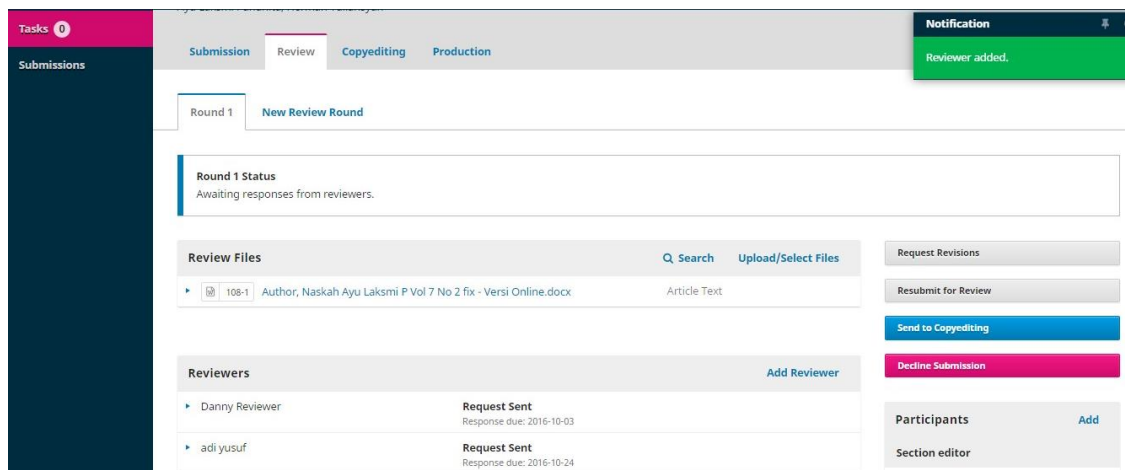 Tasks 0
Submissions
Submission Review Copyediting Production
Notification
Reviewer added.
Round 1 New Review Round
Round 1 Status
Awaiting responses from reviewers.
Review Files Search Upload/Select Files
108-1 Author, Naskah Ayu Laksmi P Vol 7 No 2 fix - Versi Online.docx Article Text
Request Revisions
Resubmit for Review
Send to Copyediting
Decline Submission
Reviewers Add Reviewer
Danny Reviewer Request Sent
Response due: 2016-10-03
adi yusuf Request Sent
Response due: 2016-10-24
Participants Add
Section editor